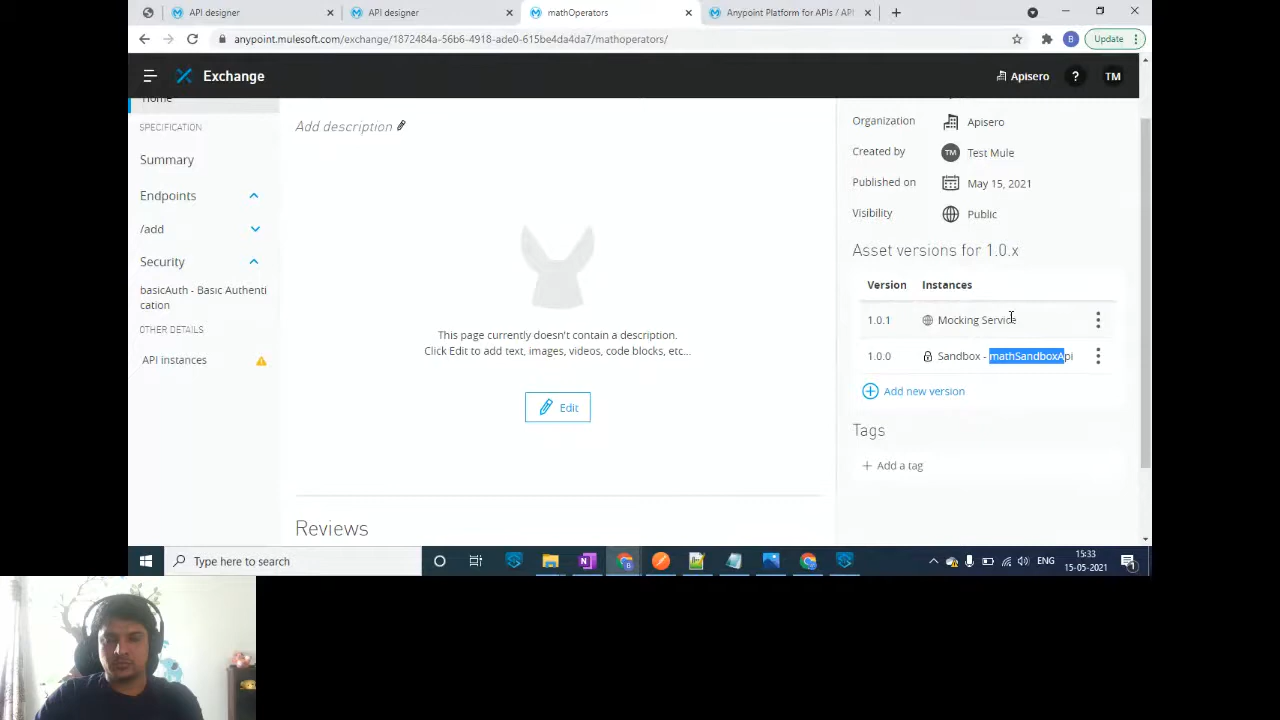 API designer
API designer
mathOperators
Anypoint Platform for APIs / API
anypoint.mulesoft.com/exchange/1872484a-56b6-4918-ade0-615be4da4da7/mathoperators/
B
Update
Exchange
Apisero
?
TM
Home
SPECIFICATION
Summary
Endpoints
/add
Security
basicAuth - Basic Authenti
cation
OTHER DETAILS
API instances
Add description
This page currently doesn't contain a description.
Click Edit to add text, images, videos, code blocks, etc...
Edit
Reviews
Organization
Apisero
Created by
TM
Test Mule
Published on
May 15, 2021
Visibility
Public
Asset versions for 1.0.x
Version Instances
1.0.1 Mocking Service
1.0.0 Sandbox - mathSandboxApi
Add new version
Tags
+ Add a tag
Type here to search
ENG
15:33
15-05-2021